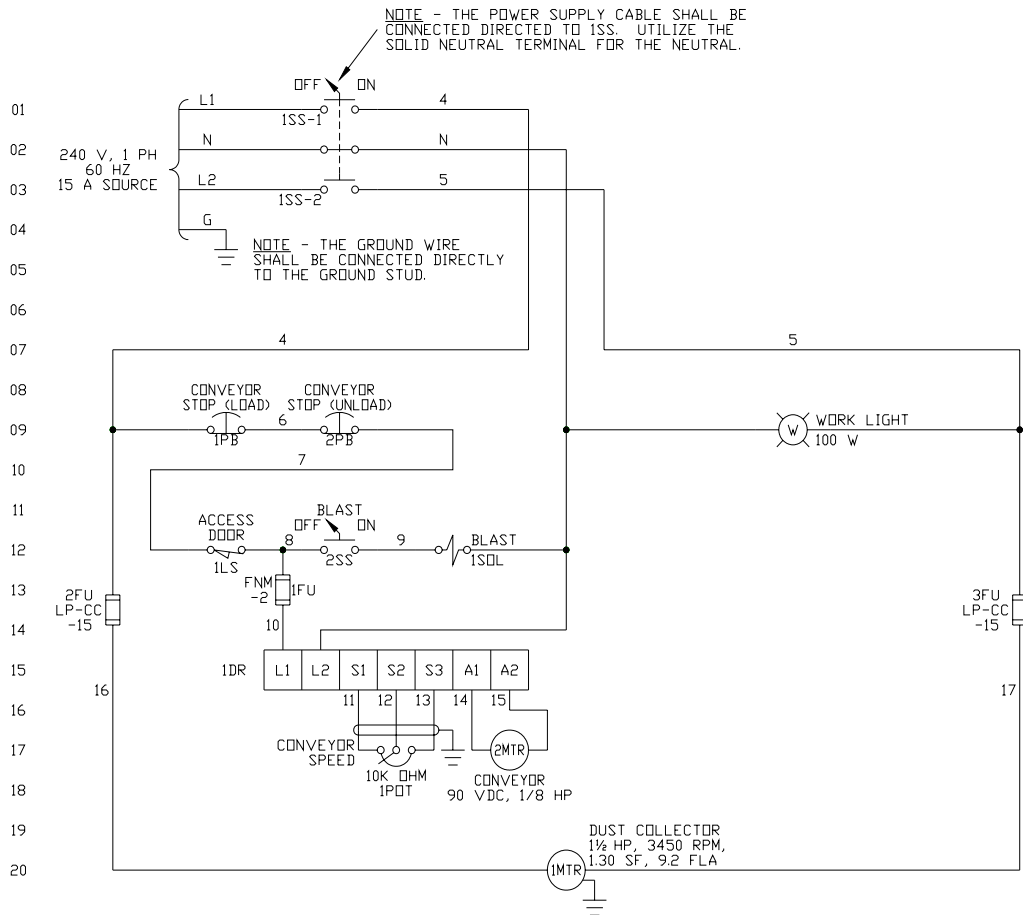 NOTE - THE POWER SUPPLY CABLE SHALL BE
CONNECTED DIRECTED TO 1SS. UTILIZE THE
SOLID NEUTRAL TERMINAL FOR THE NEUTRAL.
OFF ON
01 L1 4
1SS-1
02 N N
240 V, 1 PH
60 HZ
15 A SOURCE
03 L2 5
1SS-2
04 G
NOTE - THE GROUND WIRE
SHALL BE CONNECTED DIRECTLY
TO THE GROUND STUD.
05
06
07 4 5
08
CONVEYOR
STOP (LOAD)
CONVEYOR
STOP (UNLOAD)
09 6
1PB 2PB
W
WORK LIGHT
100 W
10 7
11
ACCESS
DOOR
BLAST
OFF ON
12 8 9
1LS 2SS
BLAST
1SOL
13
FNM
-2
1FU
2FU
LP-CC
-15
3FU
LP-CC
-15
14 10
15 1DR L1 L2 S1 S2 S3 A1 A2
16 17
11 12 13 14 15
16
17
CONVEYOR
SPEED
10K OHM
1POT
2MTR
CONVEYOR
90 VDC, 1/8 HP
18
19
DUST COLLECTOR
1½ HP, 3450 RPM,
1.30 SF, 9.2 FLA
20 1MTR